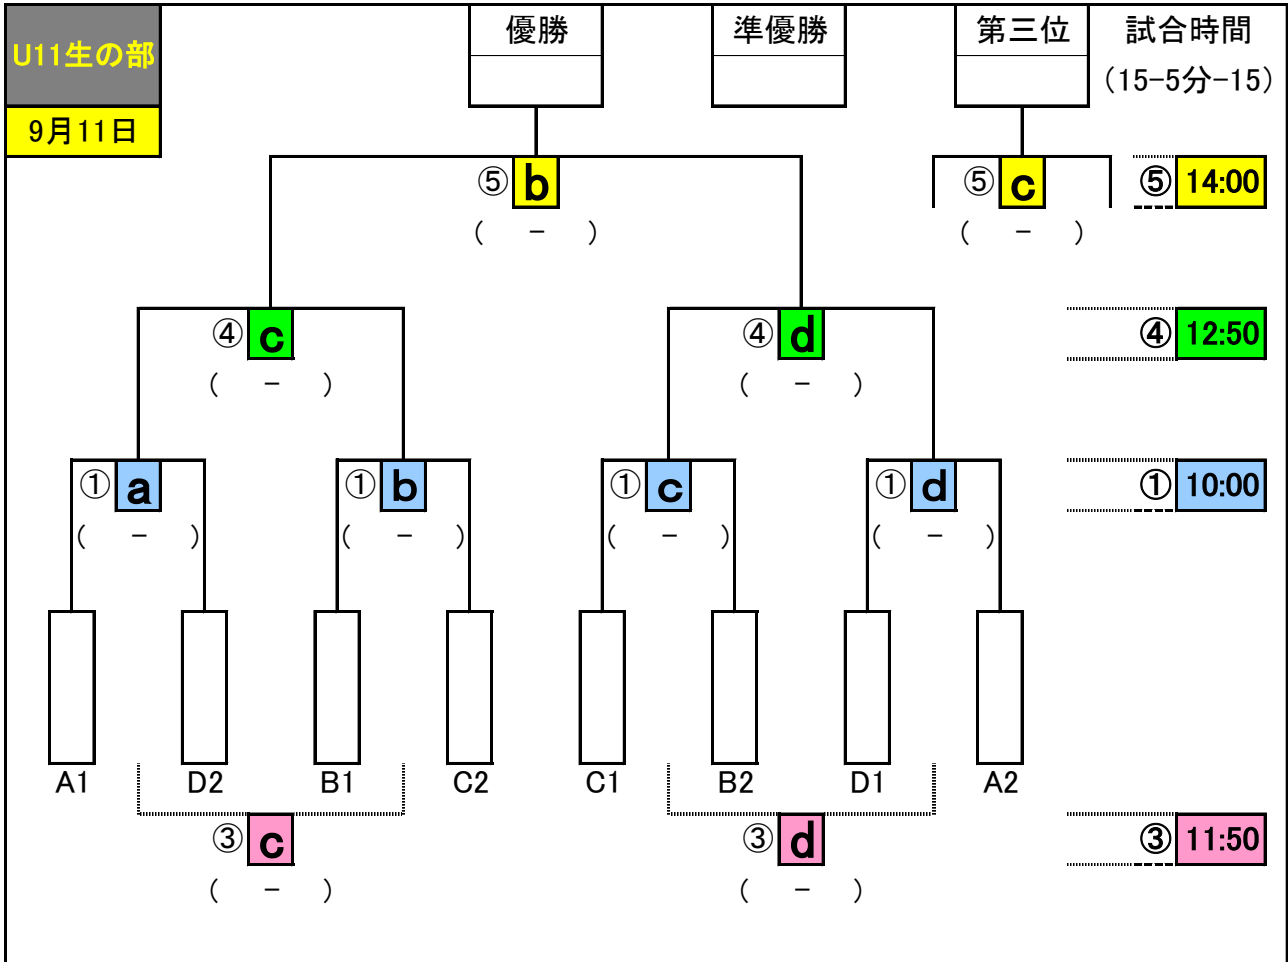 U11生の部
優勝
準優勝
第三位
試合時間
(15-5分-15)
9月11日
⑤ b
⑤ c
⑤ 14:00
( - )
( - )
④ c
④ d
④ 12:50
( - )
( - )
① a
① b
① c
① d
① 10:00
( - )
( - )
( - )
( - )
A1
D2
B1
C2
C1
B2
D1
A2
③ c
③ d
③ 11:50
( - )
( - )